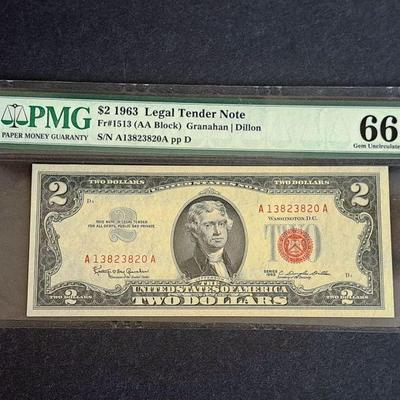 PMG
PAPER MONEY GUARANTY
$2 1963 Legal Tender Note
Fr#1513 (AA Block) Granahan | Dillon
S/N A13823820A pp D
66
Gem Uncirculated
2
TWO DOLLARS
2
THIS NOTE IS LEGAL TENDER
FOR ALL DEBTS, PUBLIC AND PRIVATE
A 13823820 A
WASHINGTON, D.C.
TWO
A 13823820 A
SERIES
1963
THE
UNITED STATES OF AMERICA
2
TWO DOLLARS
2